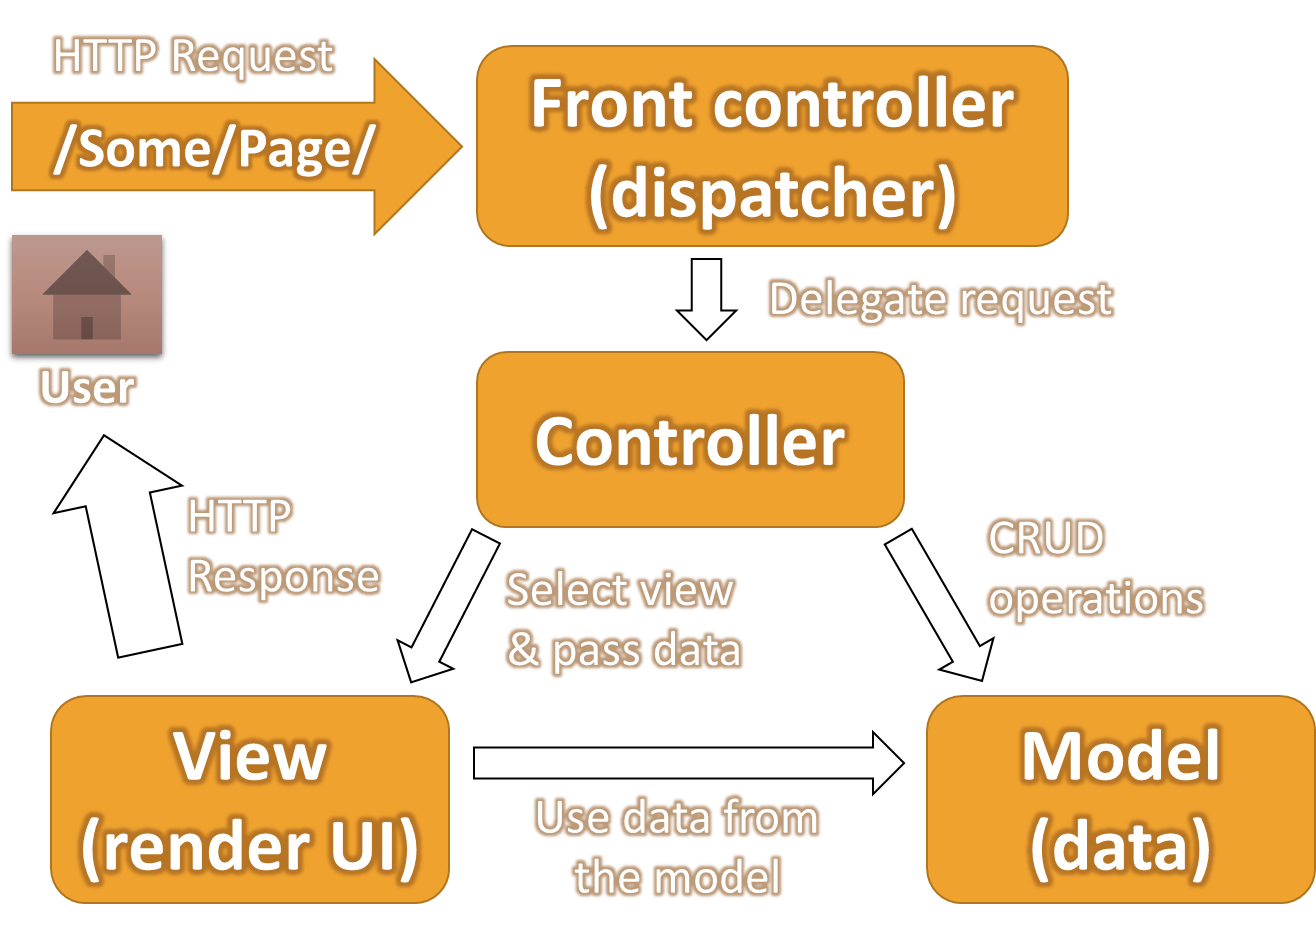 HTTP Request
/Some/Page/
Front controller
(dispatcher)
Delegate request
User
Controller
HTTP
Response
Select view
& pass data
CRUD
operations
View
(render UI)
Use data from
the model
Model
(data)